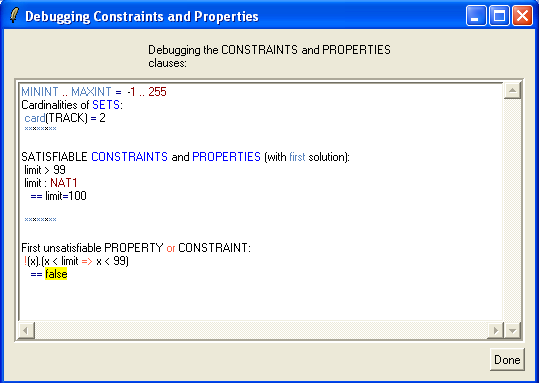 Debugging Constraints and Properties
Debugging the CONSTRAINTS and PROPERTIES
clauses:
MININT .. MAXINT = -1 .. 255
Cardinalities of SETS:
card(TRACK) = 2
********
SATISFIABLE CONSTRAINTS and PROPERTIES (with first solution):
limit > 99
limit : NAT1
== limit=100
********
First unsatisfiable PROPERTY or CONSTRAINT:
!(x).(x < limit => x < 99)
== false
Done